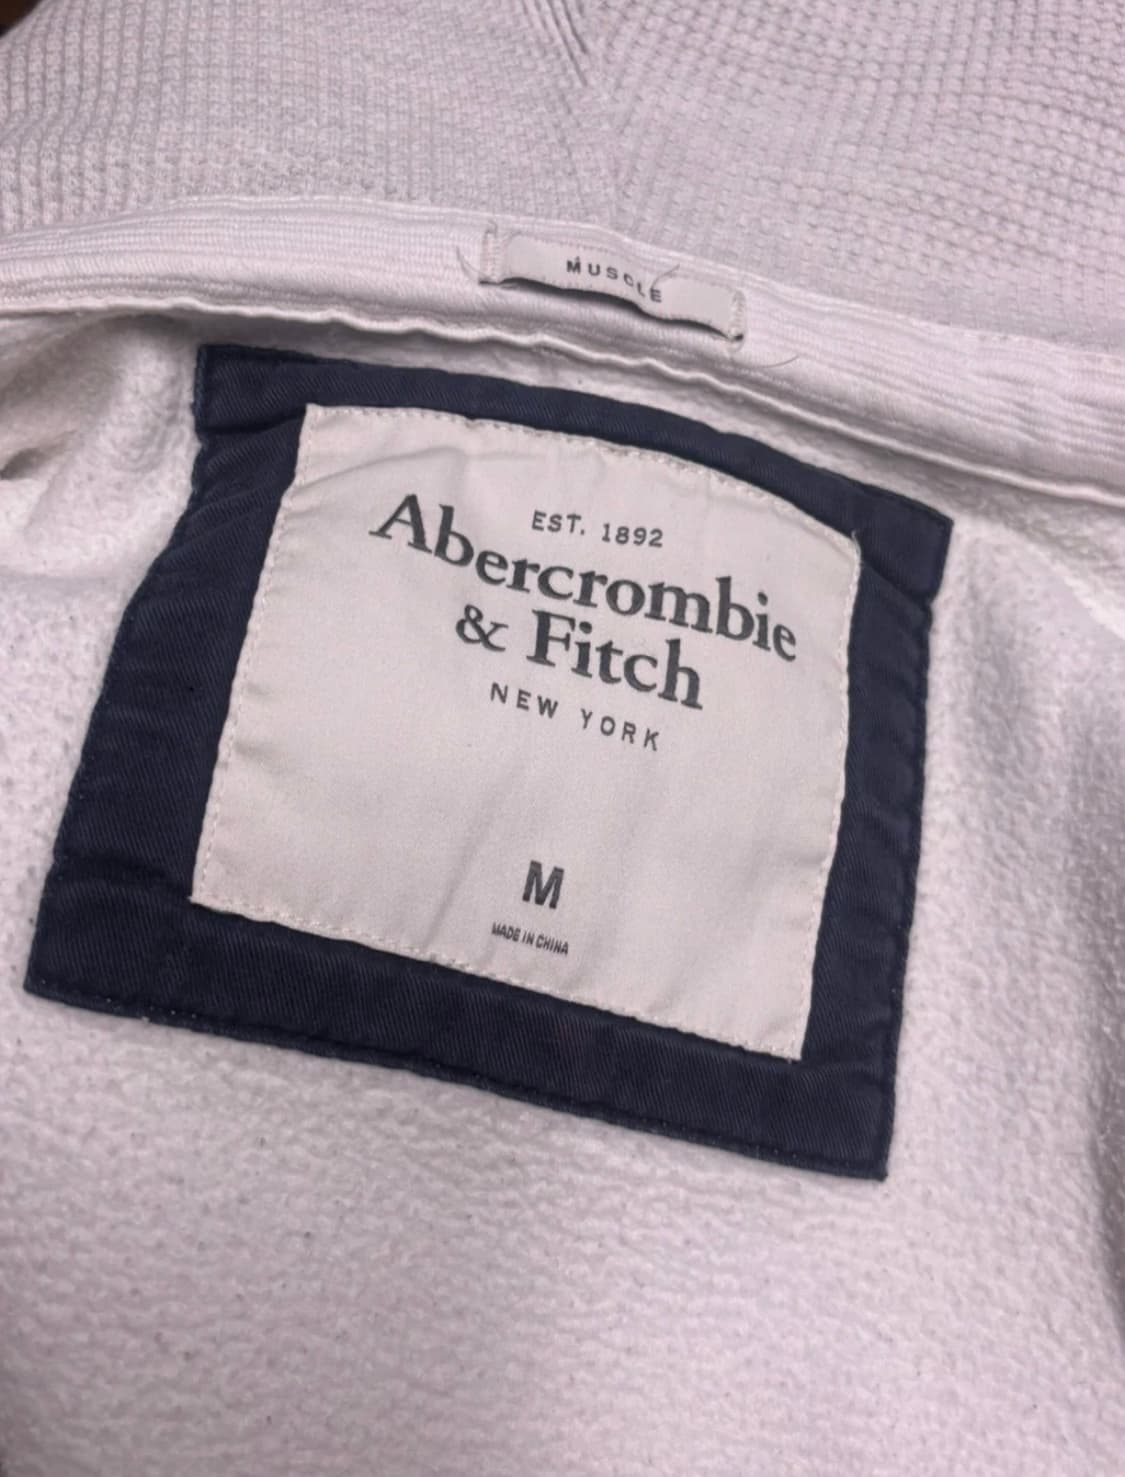 MUSCLE
EST. 1892
Abercrombie
& Fitch
NEW YORK
M
MADE IN CHINA